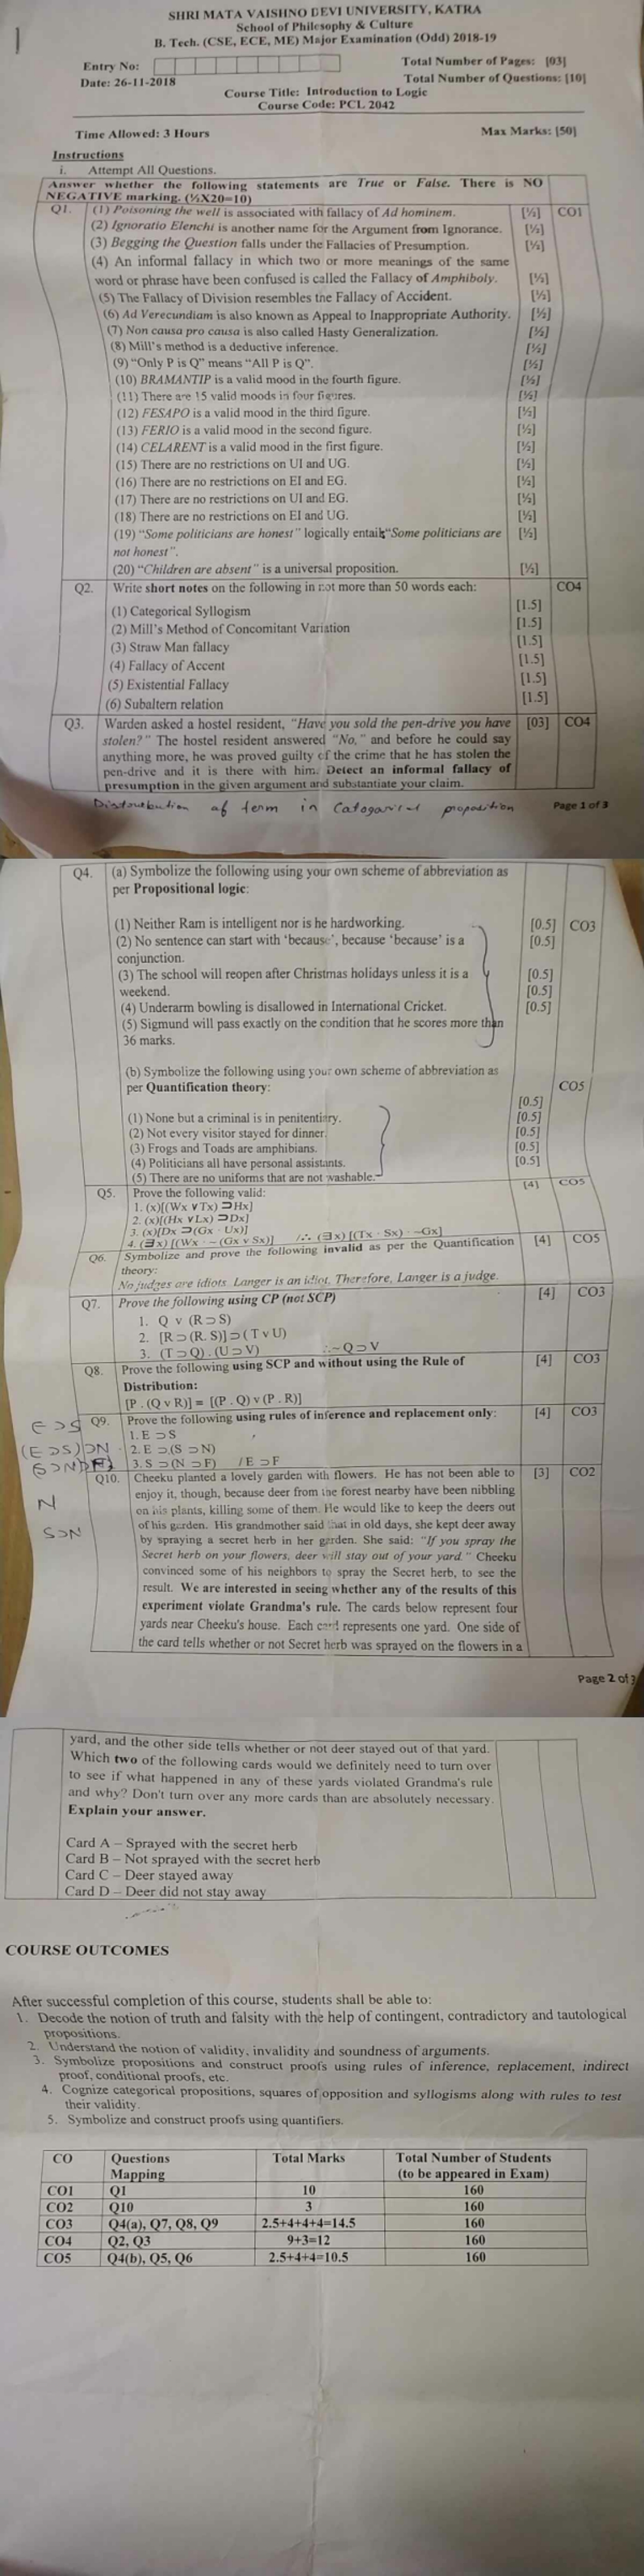 SHRI MATA VAISHNO DEVI UNIVERSITY, KATRA
School of Philosophy & Culture
B. Tech. (CSE, ECE, ME) Major Examination (Odd) 2018-19
Entry No:
Total Number of Pages: [03]
Date: 26-11-2018
Total Number of Questions: [10]
Course Title: Introduction to Logic
Course Code: PCL 2042
Time Allowed: 3 Hours
Max Marks: [50]
Instructions
i. Attempt All Questions.
Answer whether the following statements are True or False. There is NO
NEGATIVE marking. (½X20=10)
Q1. (1) Poisoning the well is associated with fallacy of Ad hominem. [½] CO1
(2) Ignoratio Elenchi is another name for the Argument from Ignorance. [½]
(3) Begging the Question falls under the Fallacies of Presumption. [½]
(4) An informal fallacy in which two or more meanings of the same
word or phrase have been confused is called the Fallacy of Amphiboly. [½]
(5) The Fallacy of Division resembles the Fallacy of Accident. [½]
(6) Ad Verecundiam is also known as Appeal to Inappropriate Authority. [½]
(7) Non causa pro causa is also called Hasty Generalization. [½]
(8) Mill's method is a deductive inference. [½]
(9) “Only P is Q” means “All P is Q”. [½]
(10) BRAMANTIP is a valid mood in the fourth figure. [½]
(11) There are 15 valid moods in four figures. [½]
(12) FESAPO is a valid mood in the third figure. [½]
(13) FERIO is a valid mood in the second figure. [½]
(14) CELARENT is a valid mood in the first figure. [½]
(15) There are no restrictions on UI and UG. [½]
(16) There are no restrictions on EI and EG. [½]
(17) There are no restrictions on UI and EG. [½]
(18) There are no restrictions on EI and UG. [½]
(19) “Some politicians are honest” logically entails “Some politicians are [½]
not honest”.
(20) “Children are absent” is a universal proposition. [½]
Q2. Write short notes on the following in not more than 50 words each: CO4
(1) Categorical Syllogism [1.5]
(2) Mill's Method of Concomitant Variation [1.5]
(3) Straw Man fallacy [1.5]
(4) Fallacy of Accent [1.5]
(5) Existential Fallacy [1.5]
(6) Subaltern relation [1.5]
Q3. Warden asked a hostel resident, “Have you sold the pen-drive you have [03] CO4
stolen?” The hostel resident answered “No,” and before he could say
anything more, he was proved guilty of the crime that he has stolen the
pen-drive and it is there with him. Detect an informal fallacy of
presumption in the given argument and substantiate your claim.
Distourbution of term in Catogarical proposition
Page 1 of 3
Q4. (a) Symbolize the following using your own scheme of abbreviation as
per Propositional logic:
(1) Neither Ram is intelligent nor is he hardworking. [0.5] CO3
(2) No sentence can start with ‘because’, because ‘because’ is a [0.5]
conjunction.
(3) The school will reopen after Christmas holidays unless it is a [0.5]
weekend. [0.5]
(4) Underarm bowling is disallowed in International Cricket. [0.5]
(5) Sigmund will pass exactly on the condition that he scores more than
36 marks.
(b) Symbolize the following using your own scheme of abbreviation as
per Quantification theory: CO5
[0.5]
(1) None but a criminal is in penitentiary. [0.5]
(2) Not every visitor stayed for dinner. [0.5]
(3) Frogs and Toads are amphibians. [0.5]
(4) Politicians all have personal assistants. [0.5]
(5) There are no uniforms that are not washable.
Q5. Prove the following valid: [4] CO5
1. (x)[(Wx ∨ Tx) ⊃ Hx]
2. (x)[(Hx ∨ Lx) ⊃ Dx]
3. (x)[Dx ⊃ (Gx · Ux)]
4. (∃x) [(Wx · ~ (Gx v Sx)] /∴ (∃x) [(Tx · Sx) · ~Gx]
Q6. Symbolize and prove the following invalid as per the Quantification [4] CO5
theory:
No judges are idiots. Langer is an idiot. Therefore, Langer is a judge.
Q7. Prove the following using CP (not SCP) [4] CO3
1. Q v (R ⊃ S)
2. [R ⊃ (R. S)] ⊃ ( T v U)
3. (T ⊃ Q) . (U ⊃ V) ∴ ~ Q ⊃ V
Q8. Prove the following using SCP and without using the Rule of [4] CO3
Distribution:
[P . (Q v R)] ≡ [(P . Q) v (P . R)]
Q9. Prove the following using rules of inference and replacement only: [4] CO3
1. E ⊃ S
2. E ⊃ (S ⊃ N)
3. S ⊃ (N ⊃ F) /E ⊃ F
E ⊃ S
(E ⊃ S) ⊃ N
N
S ⊃ N
Q10. Cheeku planted a lovely garden with flowers. He has not been able to [3] CO2
enjoy it, though, because deer from the forest nearby have been nibbling
on his plants, killing some of them. He would like to keep the deers out
of his garden. His grandmother said that in old days, she kept deer away
by spraying a secret herb in her garden. She said: “If you spray the
Secret herb on your flowers, deer will stay out of your yard.” Cheeku
convinced some of his neighbors to spray the Secret herb, to see the
result. We are interested in seeing whether any of the results of this
experiment violate Grandma's rule. The cards below represent four
yards near Cheeku's house. Each card represents one yard. One side of
the card tells whether or not Secret herb was sprayed on the flowers in a
Page 2 of 3
yard, and the other side tells whether or not deer stayed out of that yard.
Which two of the following cards would we definitely need to turn over
to see if what happened in any of these yards violated Grandma's rule
and why? Don't turn over any more cards than are absolutely necessary.
Explain your answer.
Card A – Sprayed with the secret herb
Card B – Not sprayed with the secret herb
Card C – Deer stayed away
Card D – Deer did not stay away
COURSE OUTCOMES
After successful completion of this course, students shall be able to:
1. Decode the notion of truth and falsity with the help of contingent, contradictory and tautological
propositions.
2. Understand the notion of validity, invalidity and soundness of arguments.
3. Symbolize propositions and construct proofs using rules of inference, replacement, indirect
proof, conditional proofs, etc.
4. Cognize categorical propositions, squares of opposition and syllogisms along with rules to test
their validity.
5. Symbolize and construct proofs using quantifiers.
CO Questions Total Marks Total Number of Students
Mapping (to be appeared in Exam)
CO1 Q1 10 160
CO2 Q10 3 160
CO3 Q4(a), Q7, Q8, Q9 2.5+4+4+4=14.5 160
CO4 Q2, Q3 9+3=12 160
CO5 Q4(b), Q5, Q6 2.5+4+4=10.5 160